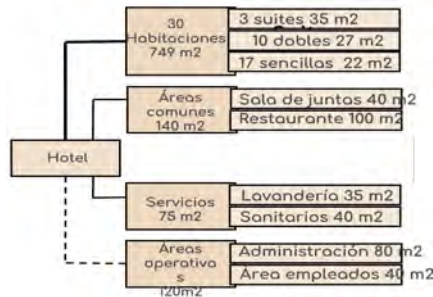 30
Habitaciones
749 m2
3 suites 35 m2
10 dobles 27 m2
17 sencillas 22 m2
Áreas
comunes
140 m2
Sala de juntas 40 m2
Restaurante 100 m2
Hotel
Servicios
75 m2
Lavandería 35 m2
Sanitarios 40 m2
Áreas
operativa
s
120m2
Administración 80 m2
Área empleados 40 m2